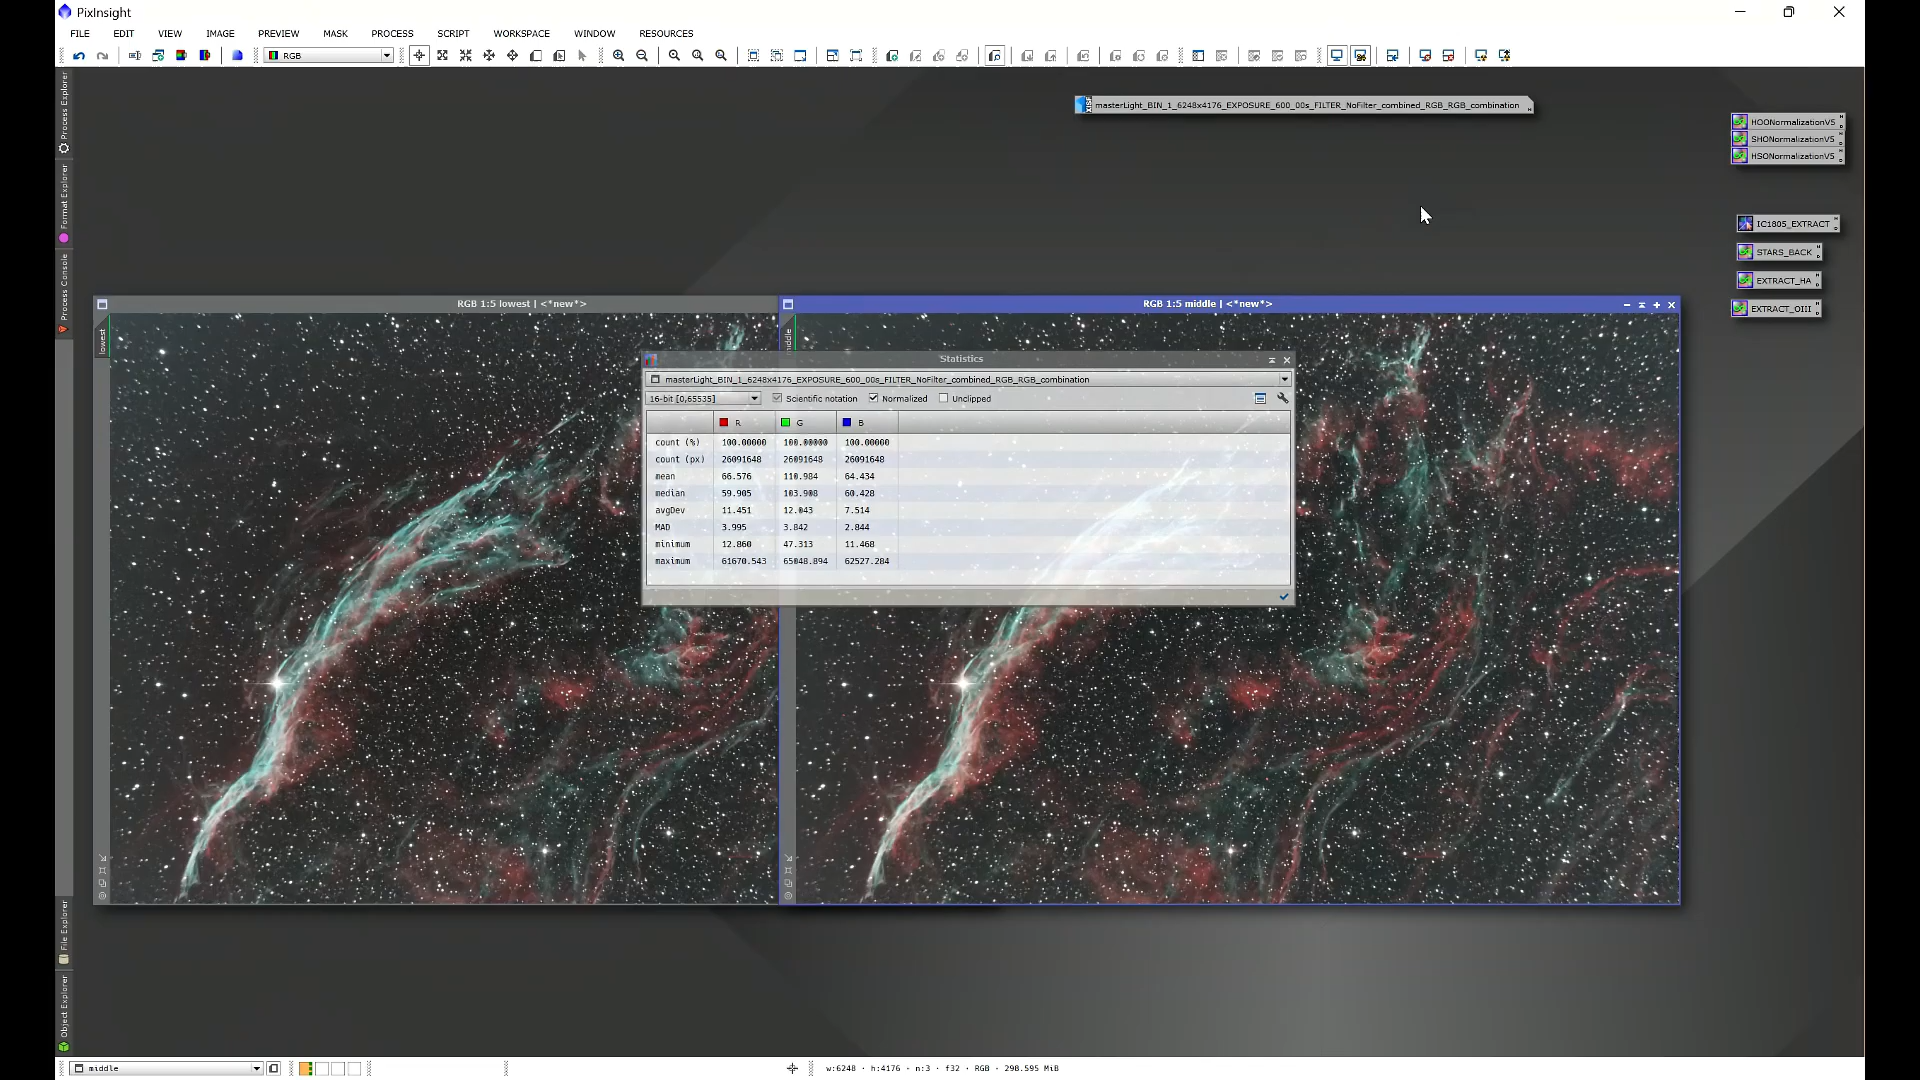 PixInsight
FILE EDIT VIEW IMAGE MASK PROCESS SCRIPT WORKSPACE WINDOW RESOURCES
RGB
Process Explorer
Format Explorer
Process Console
File Explorer
Object Explorer
XISF
masterLight_BIN_1_6248x4176_EXPOSURE_600_00s_FILTER_NoFilter_combined_RGB_RGB_combination
HOONormalizationV5
SHONormalizationV5
HSONormalizationV5
IC1805_EXTRACT
STARS_BACK
EXTRACT_HA
EXTRACT_OIII
RGB 1:5 lowest | <*new*>
lowest
RGB 1:5 middle | <*new*>
middle
Statistics
masterLight_BIN_1_6248x4176_EXPOSURE_600_00s_FILTER_NoFilter_combined_RGB_RGB_combination
16-bit [0,65535] Scientific notation Normalized Unclipped
R G B
count (%) 100.00000 100.00000 100.00000
count (px) 26091648 26091648 26091648
mean 66.576 110.984 64.434
median 59.905 103.908 60.428
avgDev 11.451 12.043 7.514
MAD 3.995 3.842 2.844
minimum 12.860 47.313 11.468
maximum 61670.543 65048.894 62527.284
middle
w:6248 · h:4176 · n:3 · f32 · RGB · 298.595 MiB